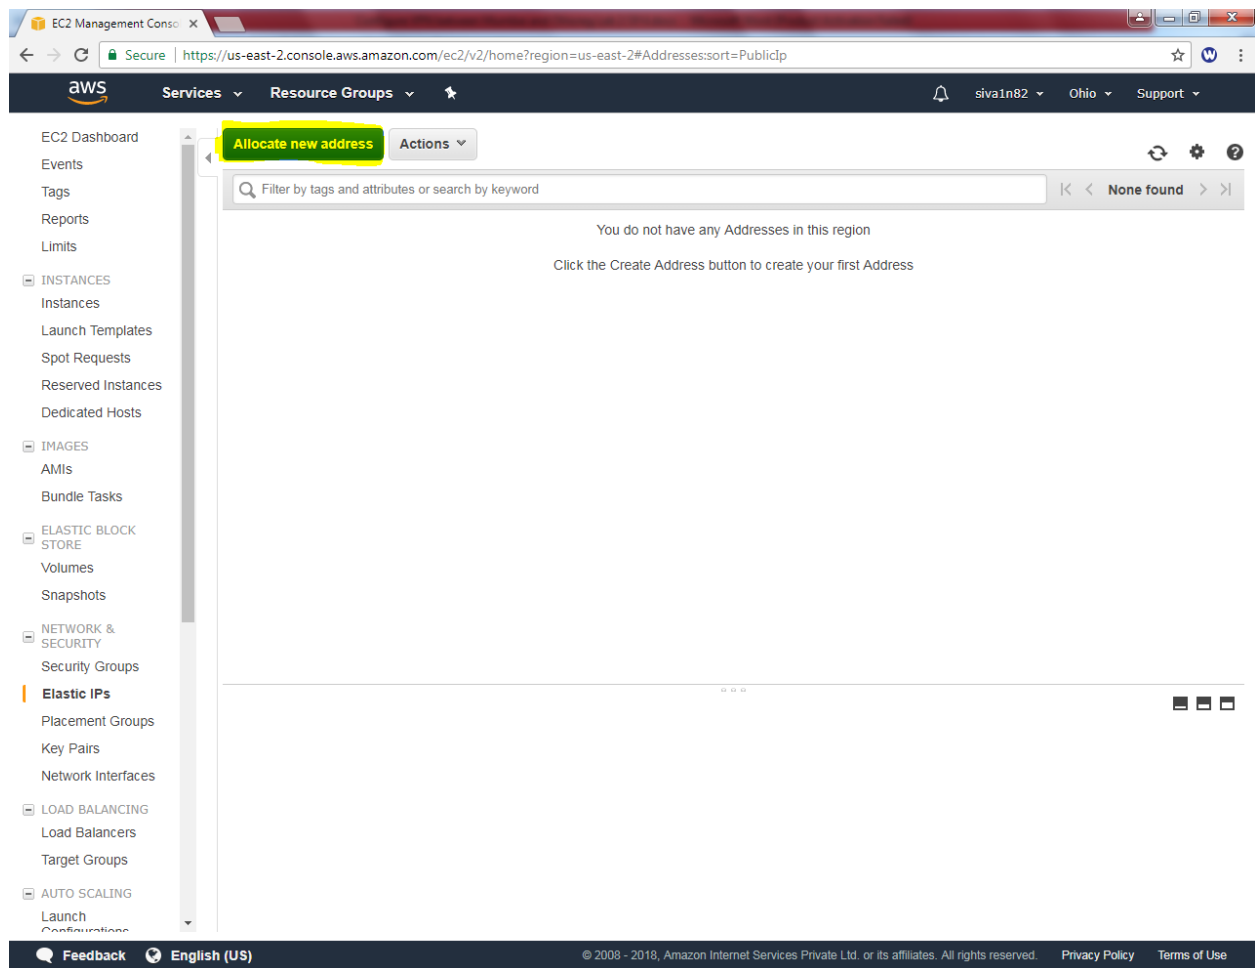 EC2 Management Conso
Secure
https://us-east-2.console.aws.amazon.com/ec2/v2/home?region=us-east-2#Addresses:sort=PublicIp
W
aws
Services
Resource Groups
siva1n82
Ohio
Support
EC2 Dashboard
Events
Tags
Reports
Limits
INSTANCES
Instances
Launch Templates
Spot Requests
Reserved Instances
Dedicated Hosts
IMAGES
AMIs
Bundle Tasks
ELASTIC BLOCK
STORE
Volumes
Snapshots
NETWORK &
SECURITY
Security Groups
Elastic IPs
Placement Groups
Key Pairs
Network Interfaces
LOAD BALANCING
Load Balancers
Target Groups
AUTO SCALING
Launch
Configurations
Allocate new address
Actions
Filter by tags and attributes or search by keyword
None found
You do not have any Addresses in this region
Click the Create Address button to create your first Address
Feedback
English (US)
© 2008 - 2018, Amazon Internet Services Private Ltd. or its affiliates. All rights reserved.
Privacy Policy
Terms of Use